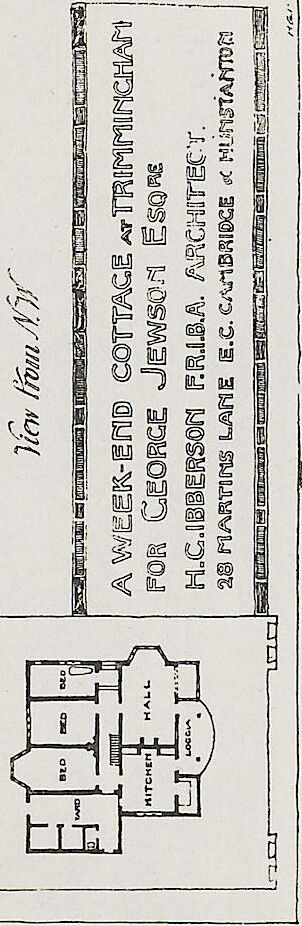 View from N.W
A WEEK-END COTTAGE AT TRIMMINGHAM
FOR GEORGE JEWSON ESQRE
H.C. IBBERSON F.R.I.B.A. ARCHITECT.
28 MARTINS LANE E.C. CAMBRIDGE & HUNSTANTON
BED
BED
BED
YARD
HALL
KITCHEN
LOGGIA